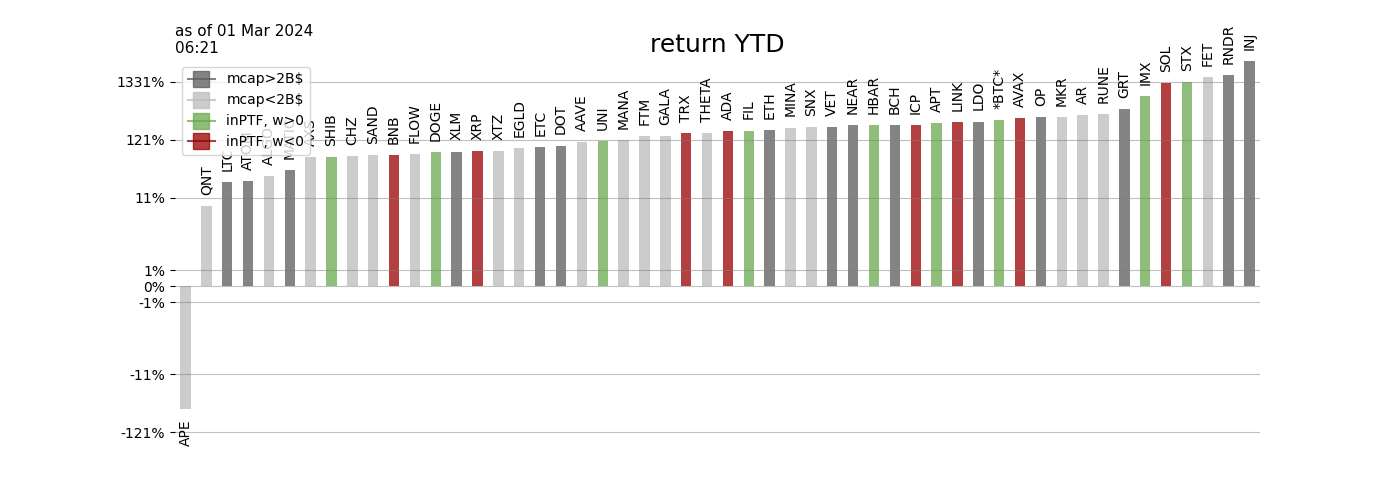 as of 01 Mar 2024
06:21
return YTD
mcap>2B$
mcap<2B$
inPTF, w>0
inPTF, w<0
1331%
121%
11%
1%
0%
-1%
-11%
-121%
APE
QNT
LTC
ATOM
ALGO
MATIC
AXS
SHIB
CHZ
SAND
BNB
FLOW
DOGE
XLM
XRP
XTZ
EGLD
ETC
DOT
AAVE
UNI
MANA
FTM
GALA
TRX
THETA
ADA
FIL
ETH
MINA
SNX
VET
NEAR
HBAR
BCH
ICP
APT
LINK
LDO
*BTC*
AVAX
OP
MKR
AR
RUNE
GRT
IMX
SOL
STX
FET
RNDR
INJ